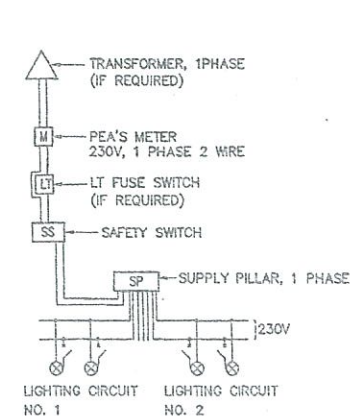 TRANSFORMER, 1PHASE
(IF REQUIRED)
M
PEA'S METER
230V, 1 PHASE 2 WIRE
LT
LT FUSE SWITCH
(IF REQUIRED)
SS
SAFETY SWITCH
SP
SUPPLY PILLAR, 1 PHASE
230V
LIGHTING CIRCUIT
NO. 1
LIGHTING CIRCUIT
NO. 2